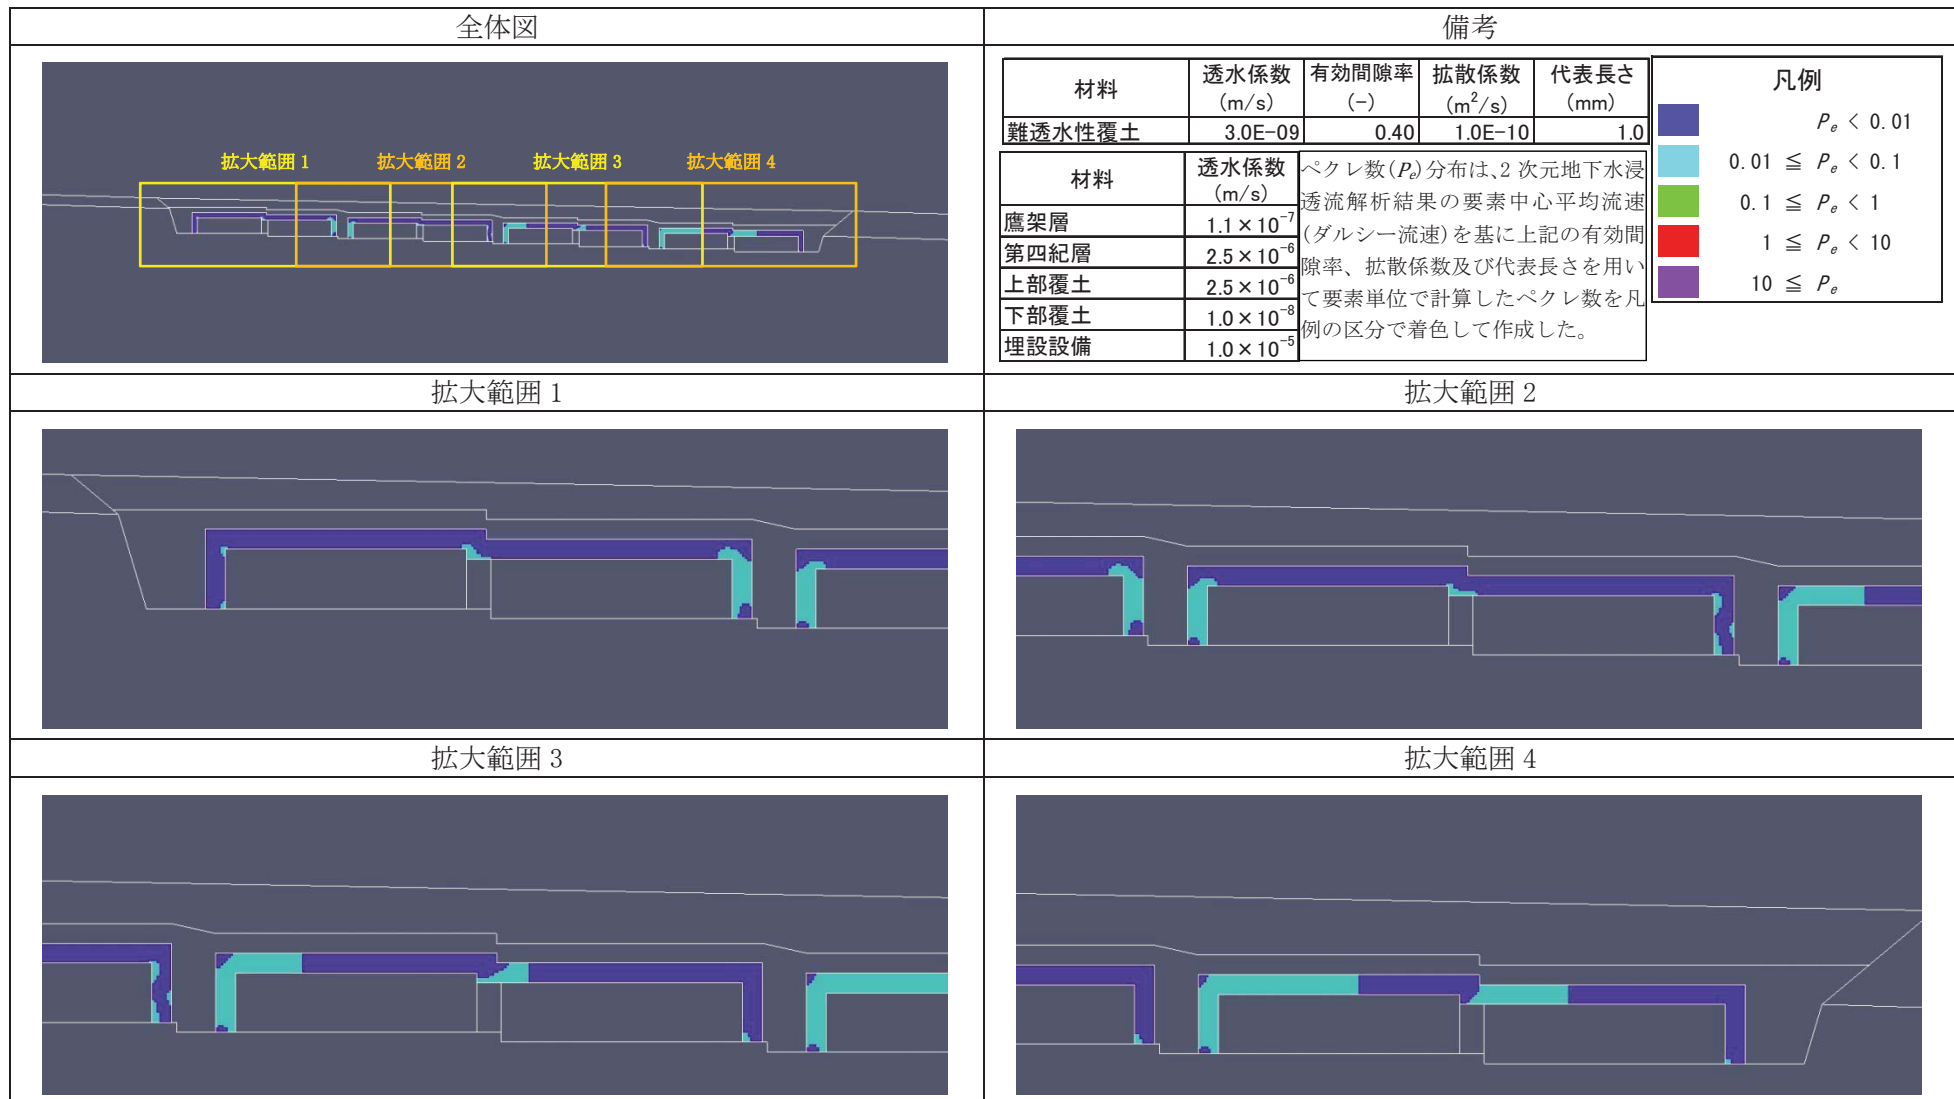 全体図
備考
拡大範囲 1
拡大範囲 2
拡大範囲 3
拡大範囲 4
材料 透水係数 (m/s) 有効間隙率 (-) 拡散係数 (m²/s) 代表長さ (mm)
難透水性覆土 3.0E-09 0.40 1.0E-10 1.0
材料 透水係数 (m/s)
鷹架層 1.1×10⁻⁷
第四紀層 2.5×10⁻⁶
上部覆土 2.5×10⁻⁶
下部覆土 1.0×10⁻⁸
埋設設備 1.0×10⁻⁵
ペクレ数(Pₑ)分布は、2 次元地下水浸
透流解析結果の要素中心平均流速
(ダルシー流速)を基に上記の有効間
隙率、拡散係数及び代表長さを用い
て要素単位で計算したペクレ数を凡
例の区分で着色して作成した。
凡例
Pₑ < 0.01
0.01 ≦ Pₑ < 0.1
0.1 ≦ Pₑ < 1
1 ≦ Pₑ < 10
10 ≦ Pₑ
拡大範囲 1
拡大範囲 2
拡大範囲 3
拡大範囲 4